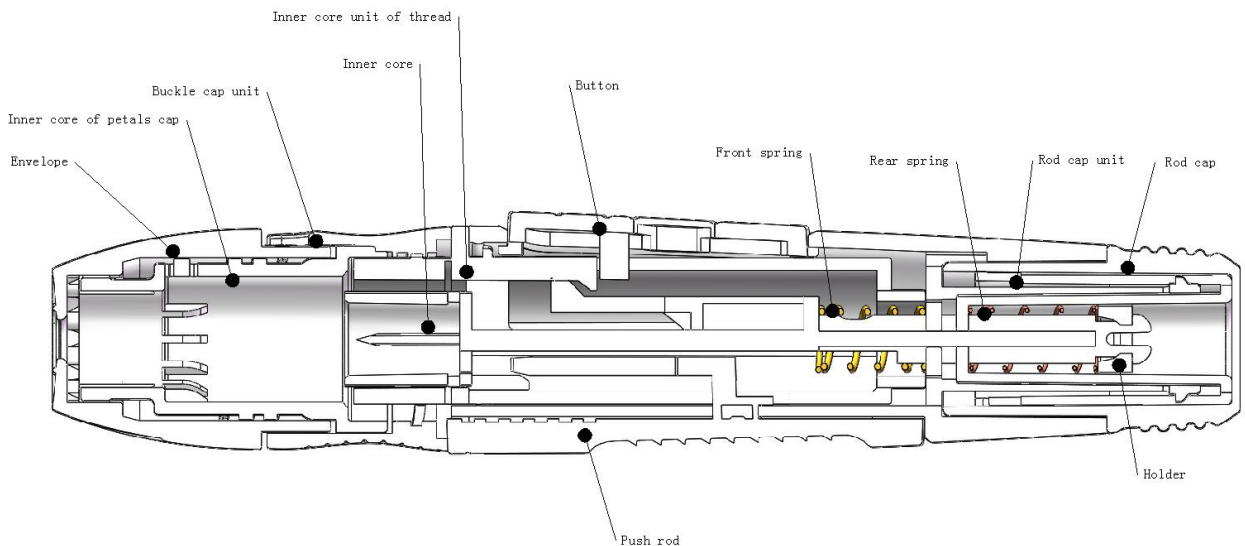 Inner core unit of thread
Inner core
Button
Buckle cap unit
Inner core of petals cap
Envelope
Front spring
Rear spring
Rod cap unit
Rod cap
Holder
Push rod